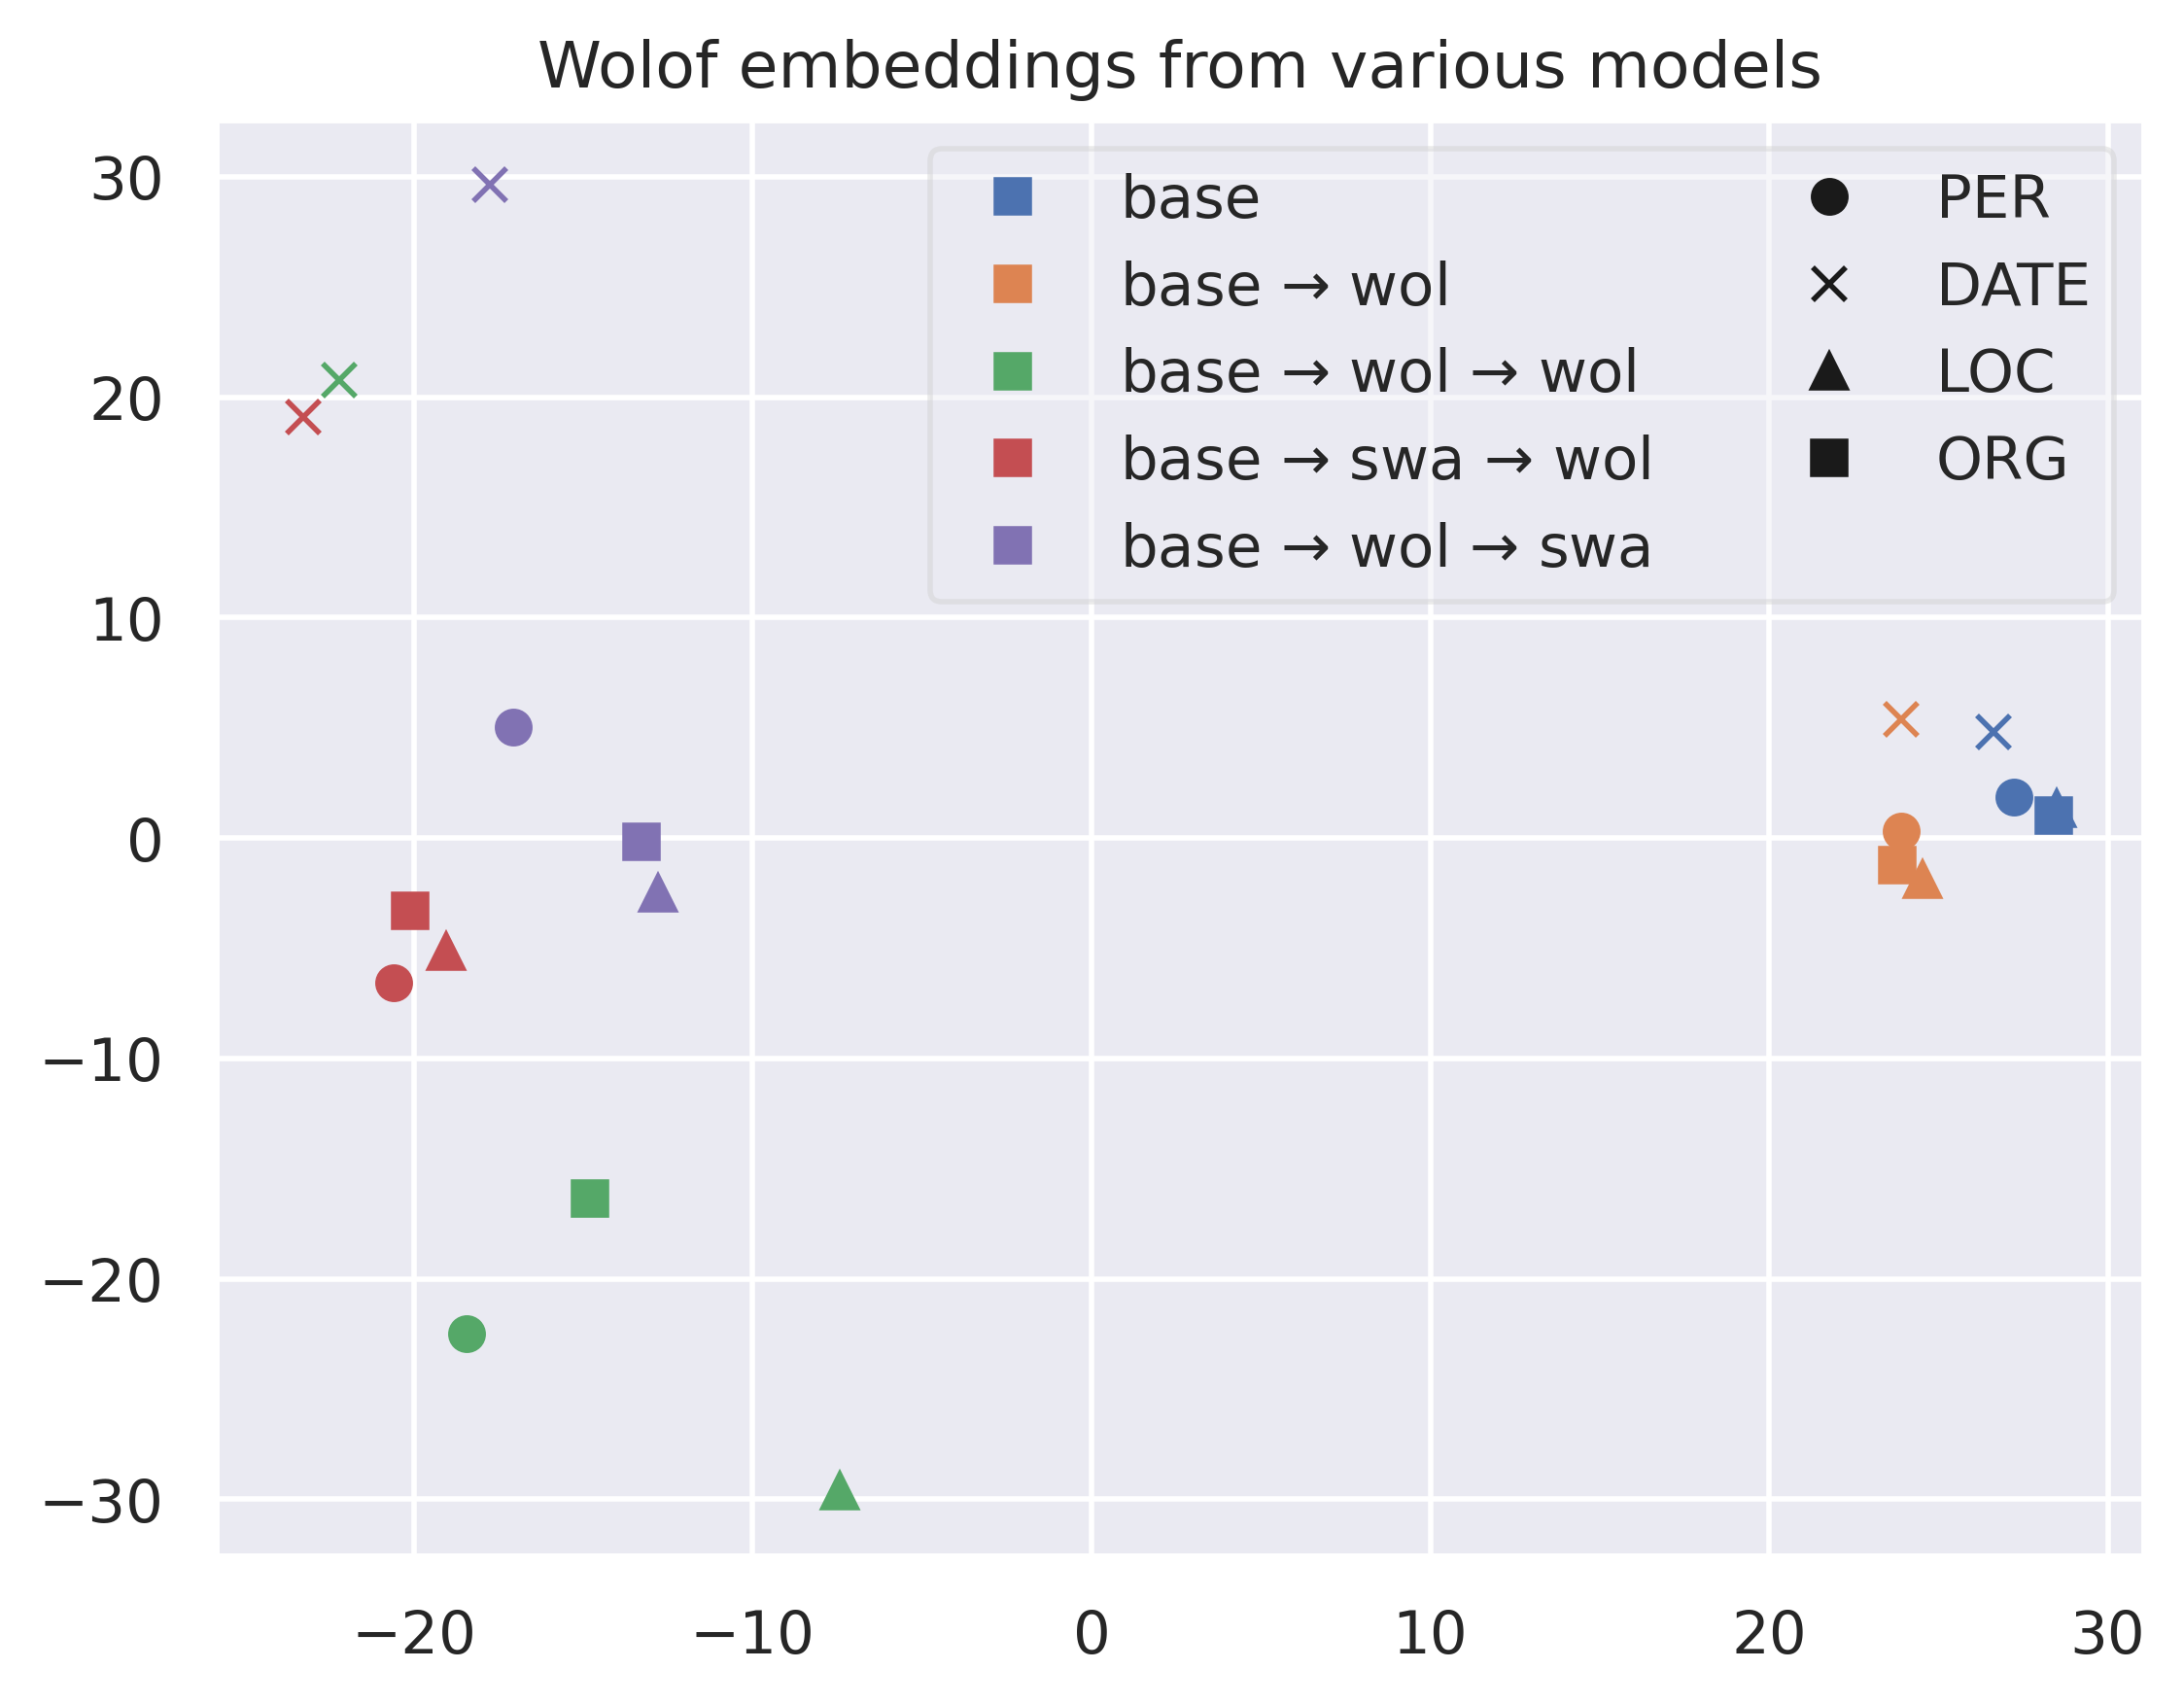 Wolof embeddings from various models
30
20
10
0
−10
−20
−30
base
base → wol
base → wol → wol
base → swa → wol
base → wol → swa
PER
DATE
LOC
ORG
−20 −10 0 10 20 30